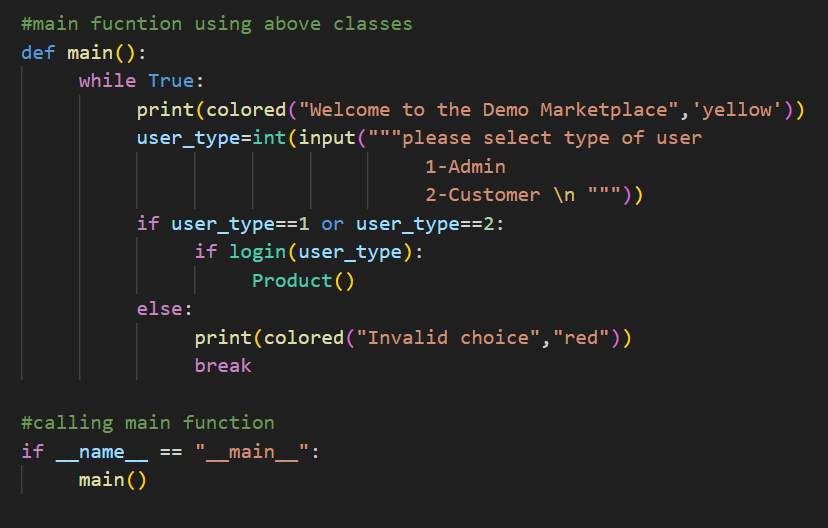 #main fucntion using above classes
def main():
     while True:
          print(colored("Welcome to the Demo Marketplace",'yellow'))
          user_type=int(input("""please select type of user
                                   1-Admin
                                   2-Customer \n """))
          if user_type==1 or user_type==2:
               if login(user_type):
                    Product()
          else:
               print(colored("Invalid choice","red"))
               break

#calling main function
if __name__ == "__main__":
     main()